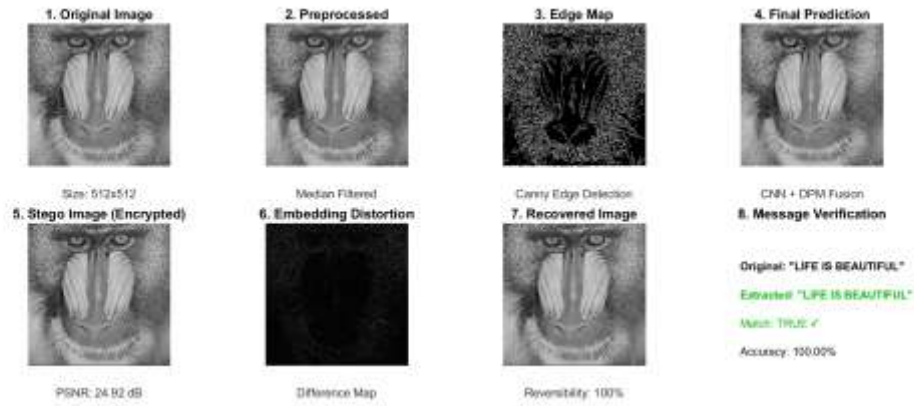 1. Original Image
2. Preprocessed
3. Edge Map
4. Final Prediction
Size: 512x512
Median Filtered
Canny Edge Detection
CNN + DPM Fusion
5. Stego Image (Encrypted)
6. Embedding Distortion
7. Recovered Image
8. Message Verification
Original: "LIFE IS BEAUTIFUL"
Extracted: "LIFE IS BEAUTIFUL"
Match: TRUE ✓
Accuracy: 100.00%
PSNR: 24.92 dB
Difference Map
Reversibility: 100%